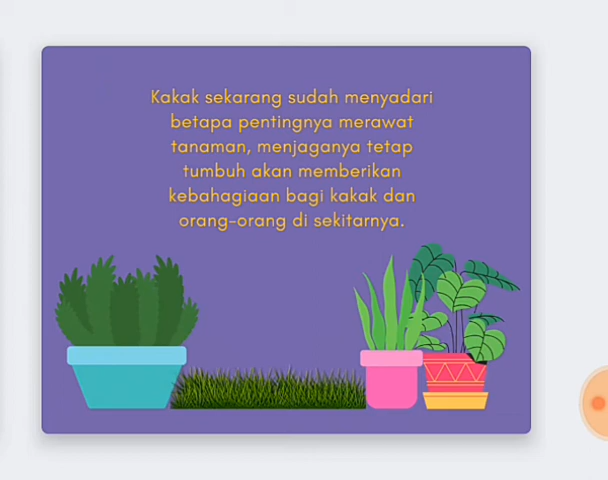 Kakak sekarang sudah menyadari
betapa pentingnya merawat
tanaman, menjaganya tetap
tumbuh akan memberikan
kebahagiaan bagi kakak dan
orang-orang di sekitarnya.